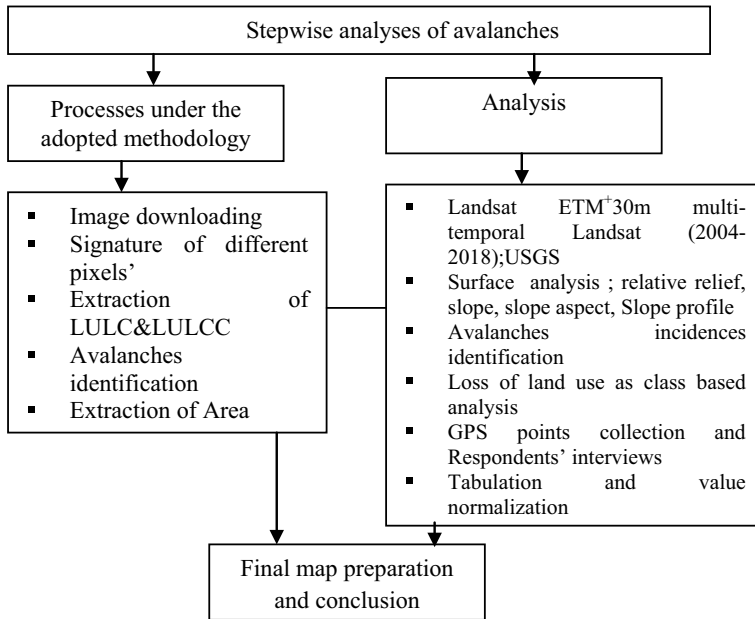 Stepwise analyses of avalanches
Processes under the
adopted methodology
Analysis
▪ Image downloading
▪ Signature of different
pixels’
▪ Extraction of
LULC&LULCC
▪ Avalanches
identification
▪ Extraction of Area
▪ Landsat ETM⁺30m multi-
temporal Landsat (2004-
2018);USGS
▪ Surface analysis ; relative relief,
slope, slope aspect, Slope profile
▪ Avalanches incidences
identification
▪ Loss of land use as class based
analysis
▪ GPS points collection and
Respondents’ interviews
▪ Tabulation and value
normalization
Final map preparation
and conclusion